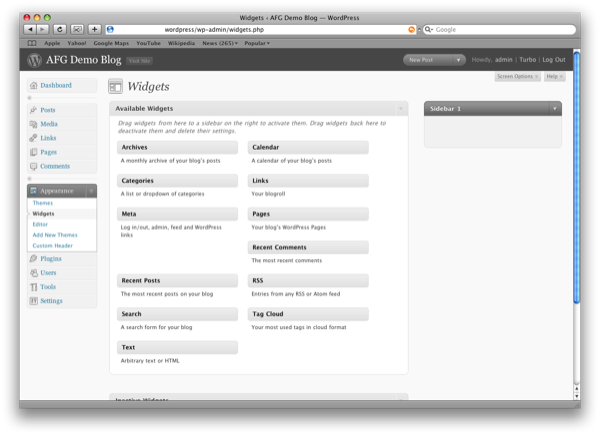 Widgets ‹ AFG Demo Blog — WordPress
wordpress/wp-admin/widgets.php
Google
Apple Yahoo! Google Maps YouTube Wikipedia News (265) Popular
AFG Demo Blog Visit Site New Post Howdy, admin | Turbo | Log Out
Screen Options Help
Dashboard
Posts
Media
Links
Pages
Comments
Appearance
Themes
Widgets
Editor
Add New Themes
Custom Header
Plugins
Users
Tools
Settings
Widgets
Available Widgets
Drag widgets from here to a sidebar on the right to activate them. Drag widgets back here to
deactivate them and delete their settings.
Archives
A monthly archive of your blog's posts
Calendar
A calendar of your blog's posts
Categories
A list or dropdown of categories
Links
Your blogroll
Meta
Log in/out, admin, feed and WordPress
links
Pages
Your blog's WordPress Pages
Recent Comments
The most recent comments
Recent Posts
The most recent posts on your blog
RSS
Entries from any RSS or Atom feed
Search
A search form for your blog
Tag Cloud
Your most used tags in cloud format
Text
Arbitrary text or HTML
Inactive Widgets
Sidebar 1